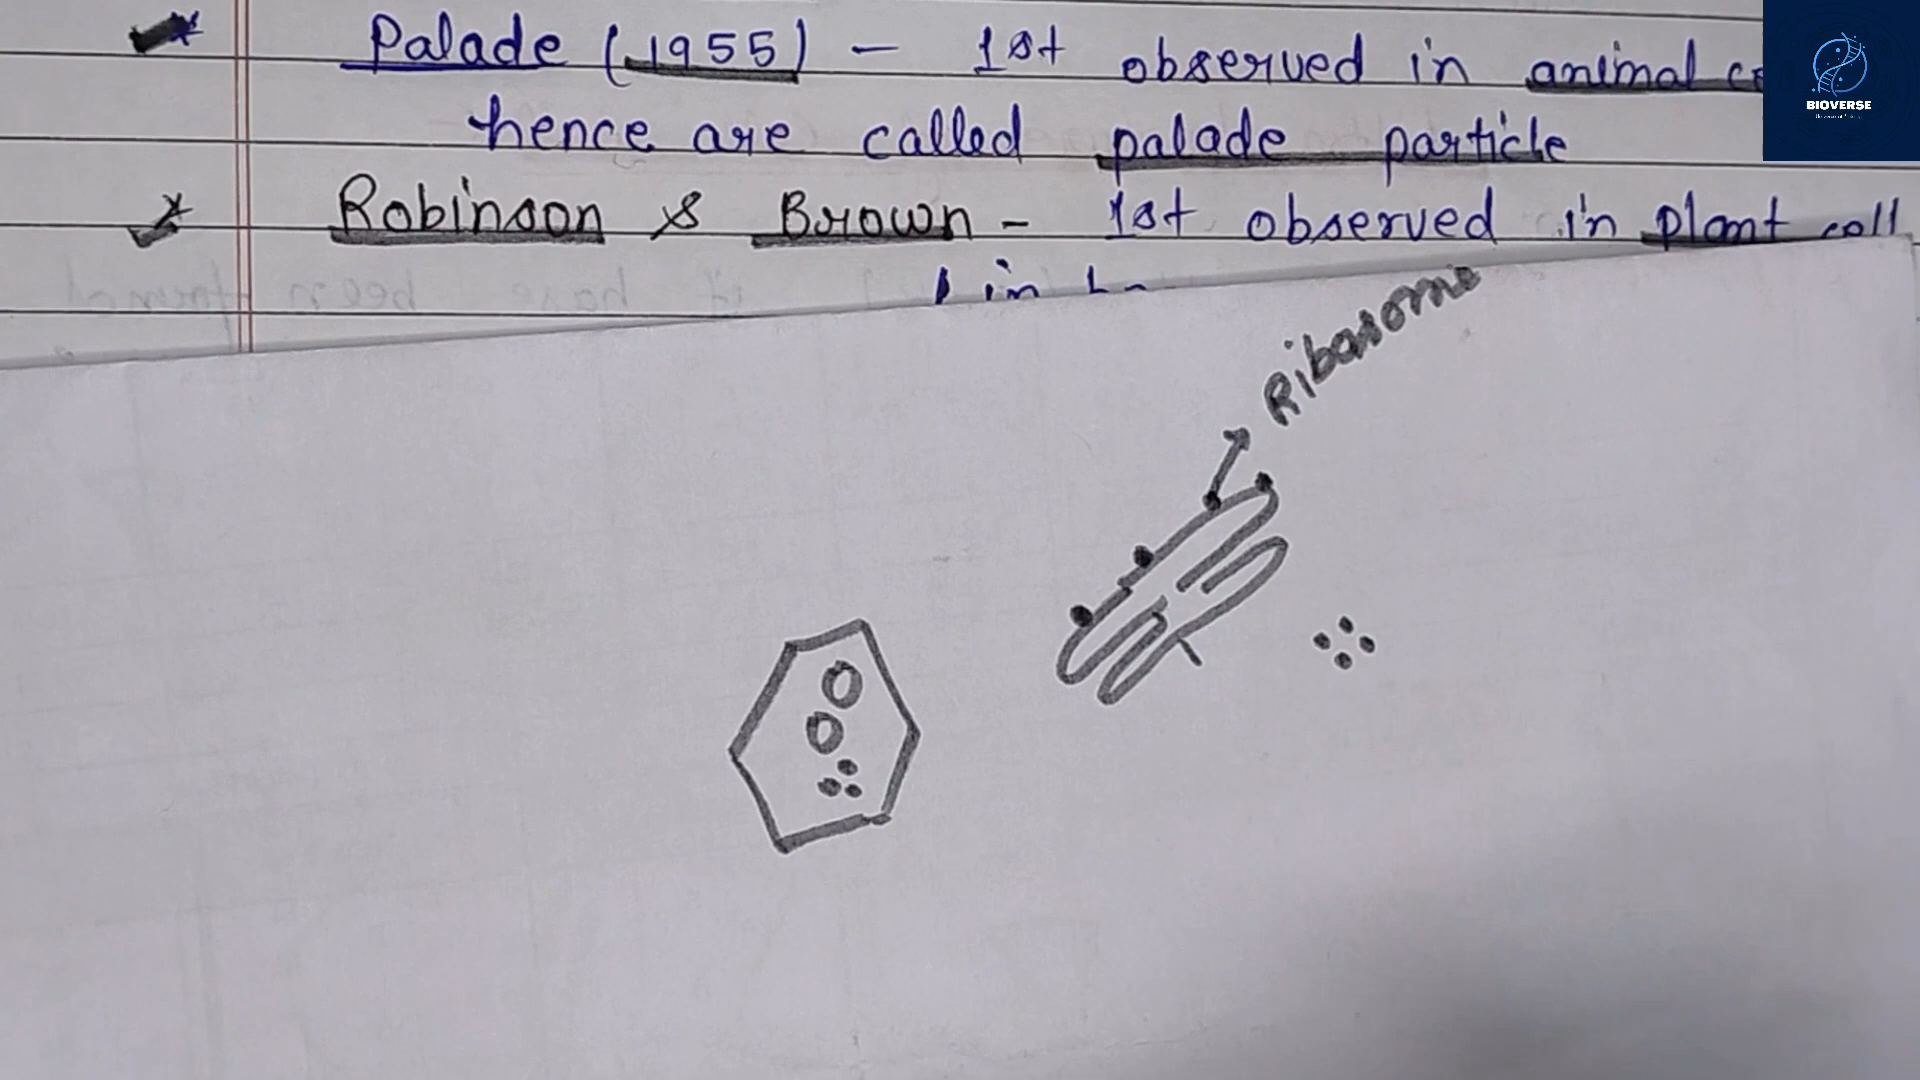 Palade (1955) - 1st observed in animal
hence are called palade particle
Robinson & Brown - 1st observed in plant cell
in
Ribosome
BIOVERSE